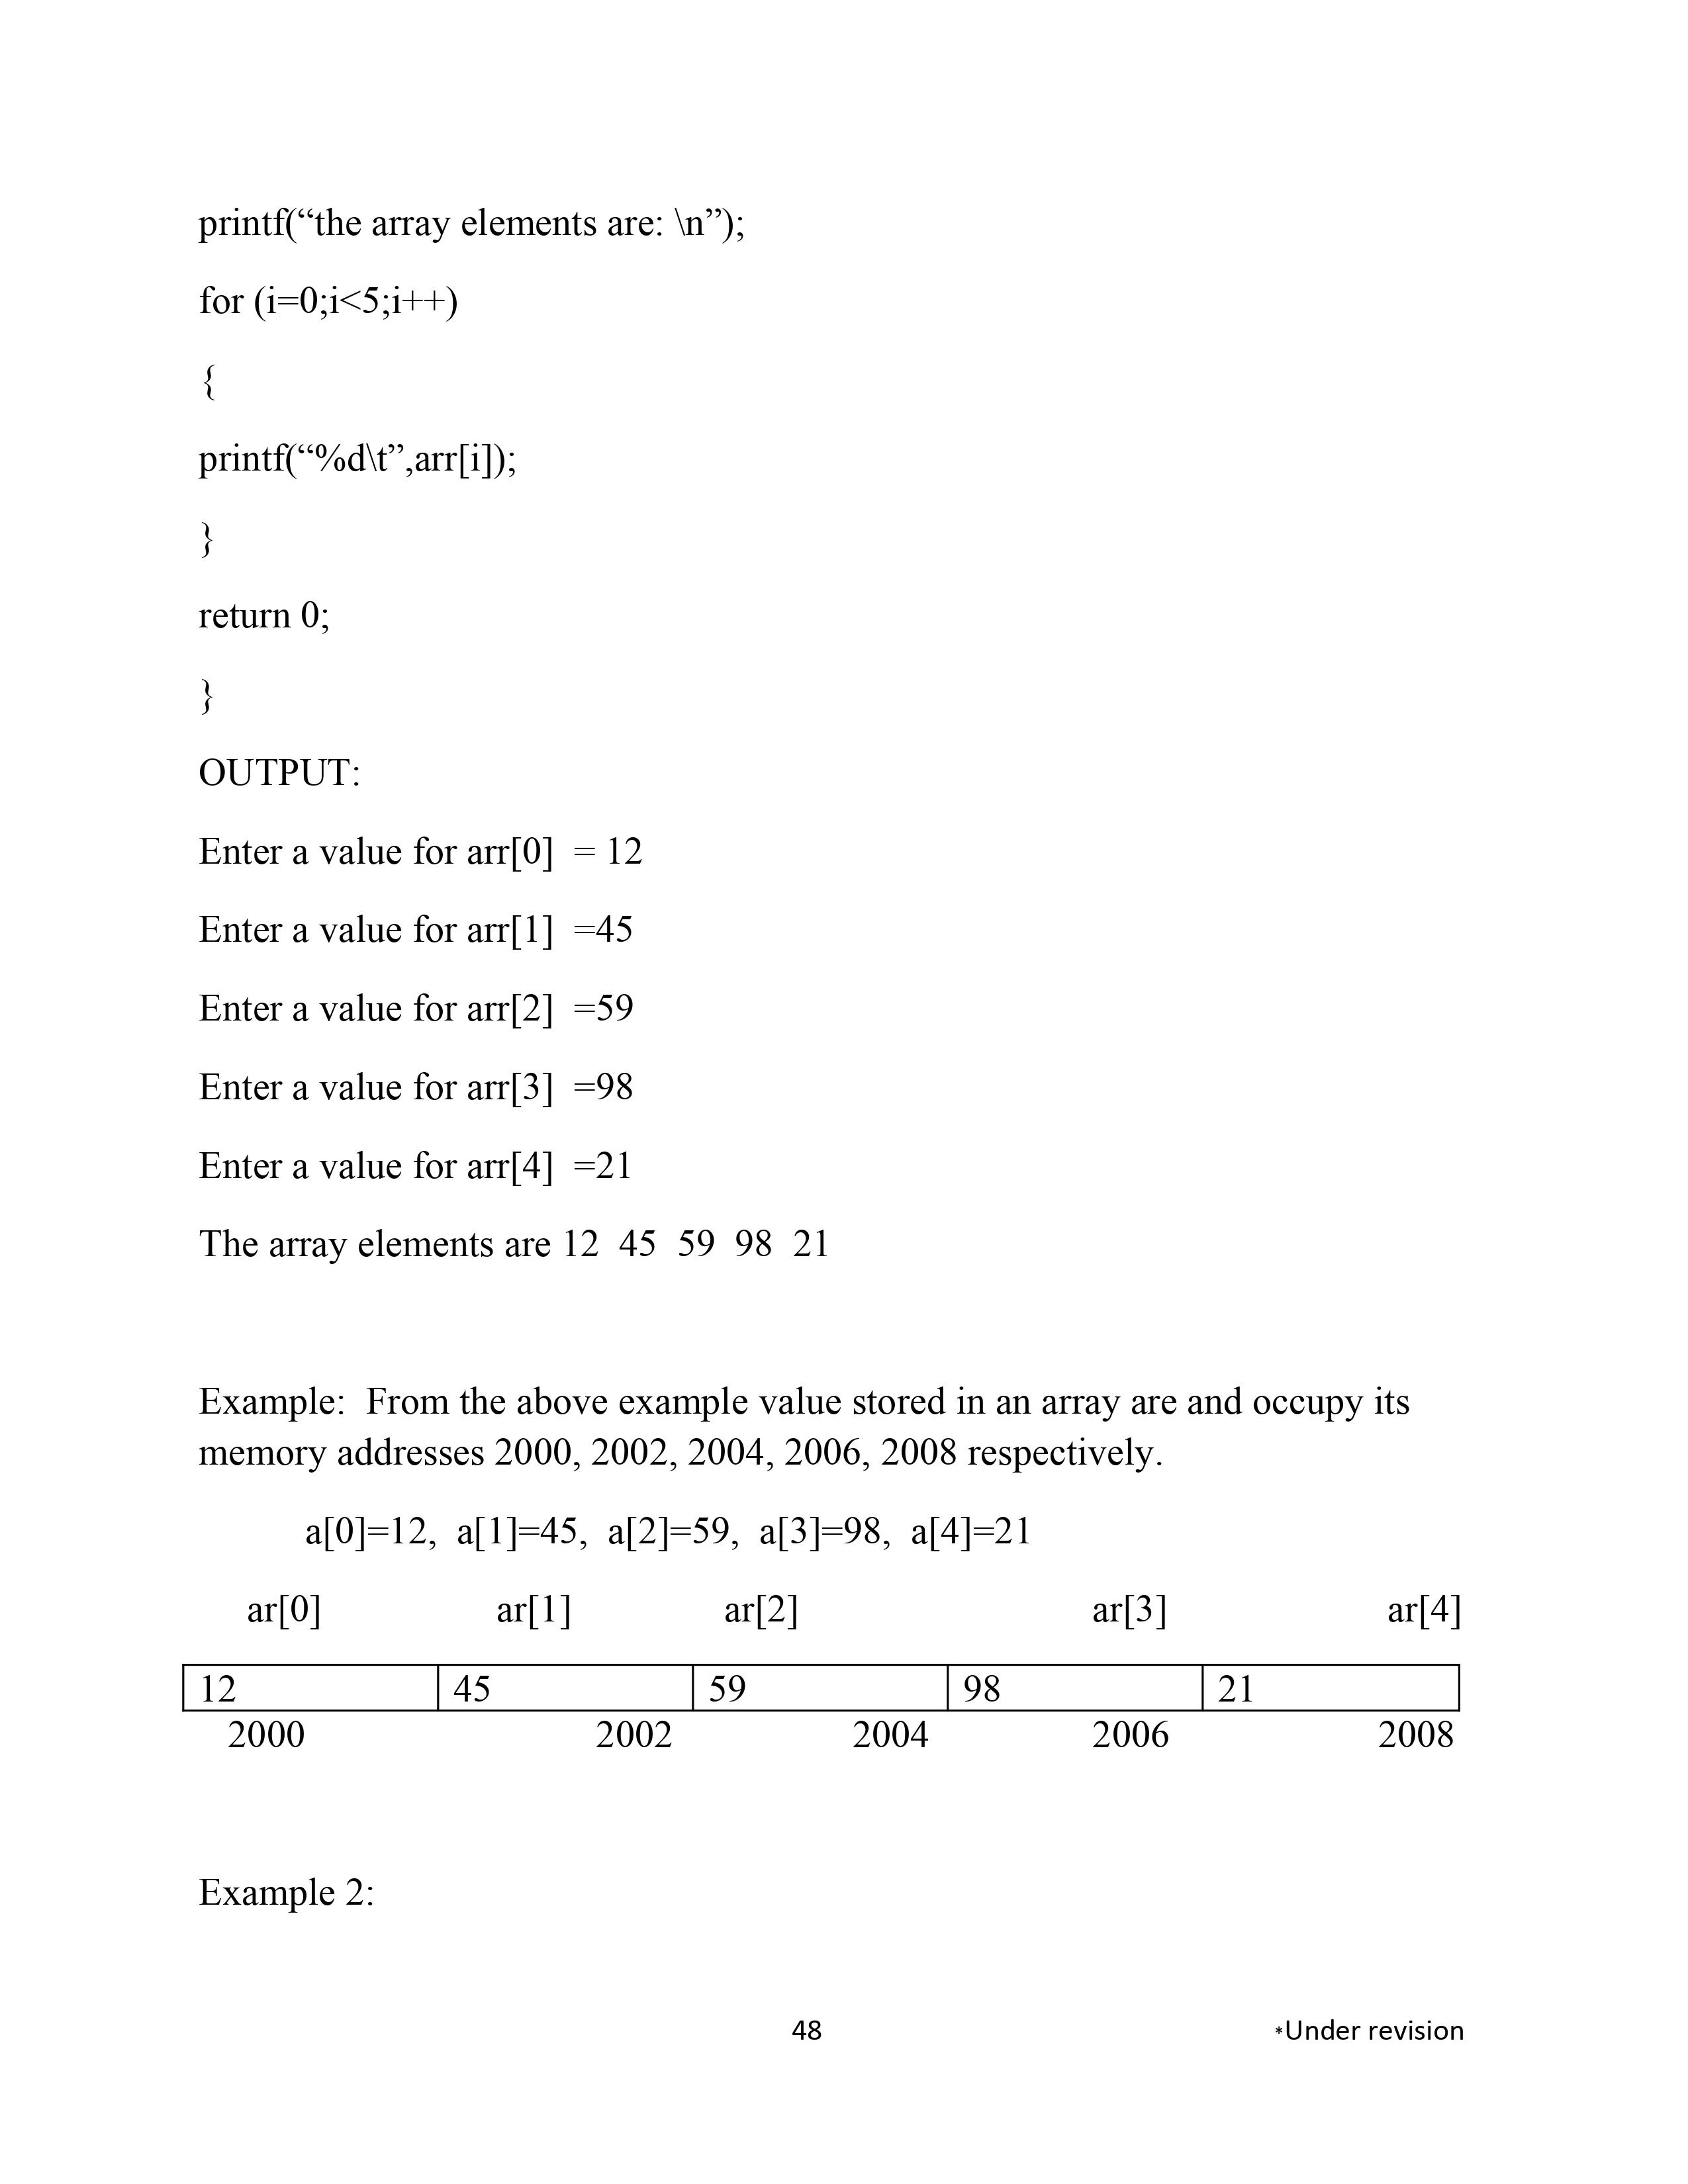 printf(“the array elements are: \n”);
for (i=0;i<5;i++)
{
printf(“%d\t”,arr[i]);
}
return 0;
}
OUTPUT:
Enter a value for arr[0]  = 12
Enter a value for arr[1]  =45
Enter a value for arr[2]  =59
Enter a value for arr[3]  =98
Enter a value for arr[4]  =21
The array elements are 12  45  59  98  21
Example:  From the above example value stored in an array are and occupy its
memory addresses 2000, 2002, 2004, 2006, 2008 respectively.
a[0]=12,  a[1]=45,  a[2]=59,  a[3]=98,  a[4]=21
ar[0] ar[1] ar[2] ar[3] ar[4]
12 45 59 98 21
2000 2002 2004 2006 2008
Example 2:
48 *Under revision